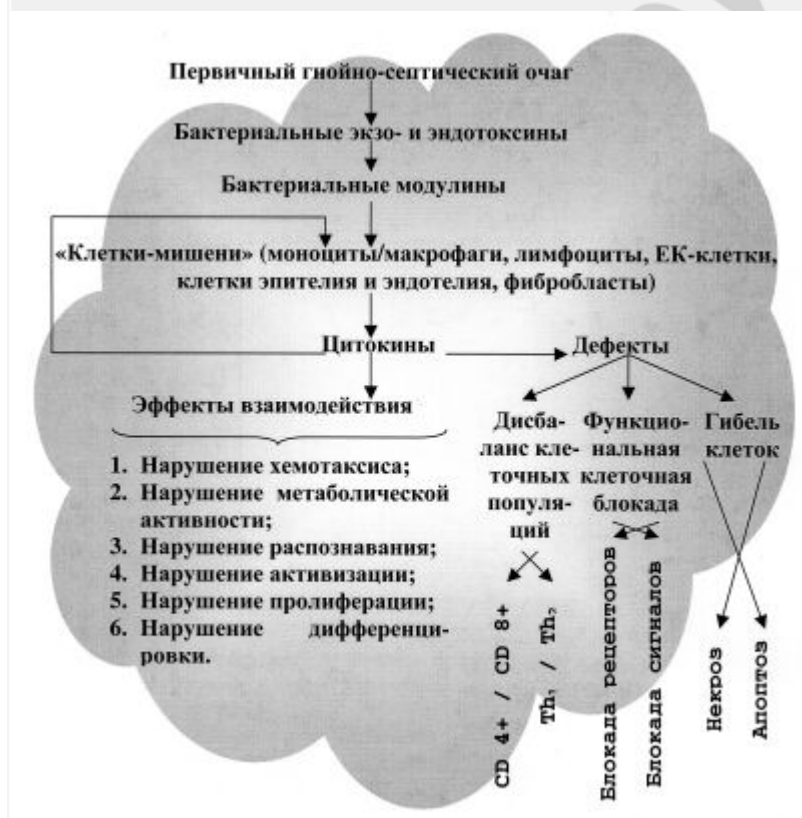 Первичный гнойно-септический очаг
Бактериальные экзо- и эндотоксины
Бактериальные модулины
«Клетки-мишени» (моноциты/макрофаги, лимфоциты, ЕК-клетки,
клетки эпителия и эндотелия, фибробласты)
Цитокины
Дефекты
Эффекты взаимодействия
1. Нарушение хемотаксиса;
2. Нарушение метаболической
активности;
3. Нарушение распознавания;
4. Нарушение активизации;
5. Нарушение пролиферации;
6. Нарушение дифференци-
ровки.
Дисба-
ланс кле-
точных
популя-
ций
Функцио-
нальная
клеточная
блокада
Гибель
клеток
CD 4+ / CD 8+
Th₁ / Th₂
Блокада рецепторов
Блокада сигналов
Некроз
Апоптоз